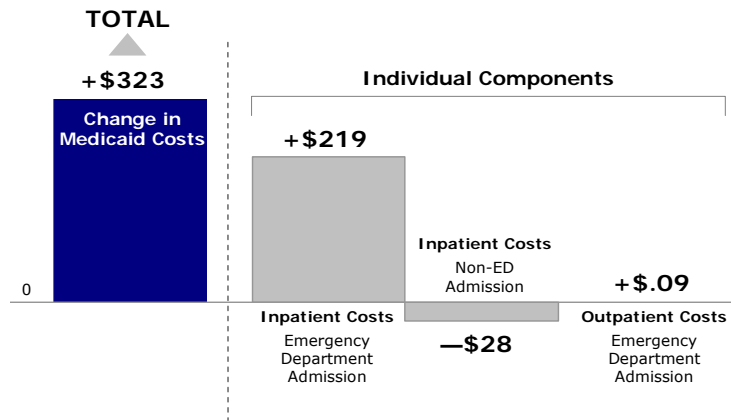 TOTAL
+$323
Change in
Medicaid Costs
Individual Components
+$219
Inpatient Costs
Non-ED
Admission
+$.09
0
Inpatient Costs
Emergency
Department
Admission
—$28
Outpatient Costs
Emergency
Department
Admission